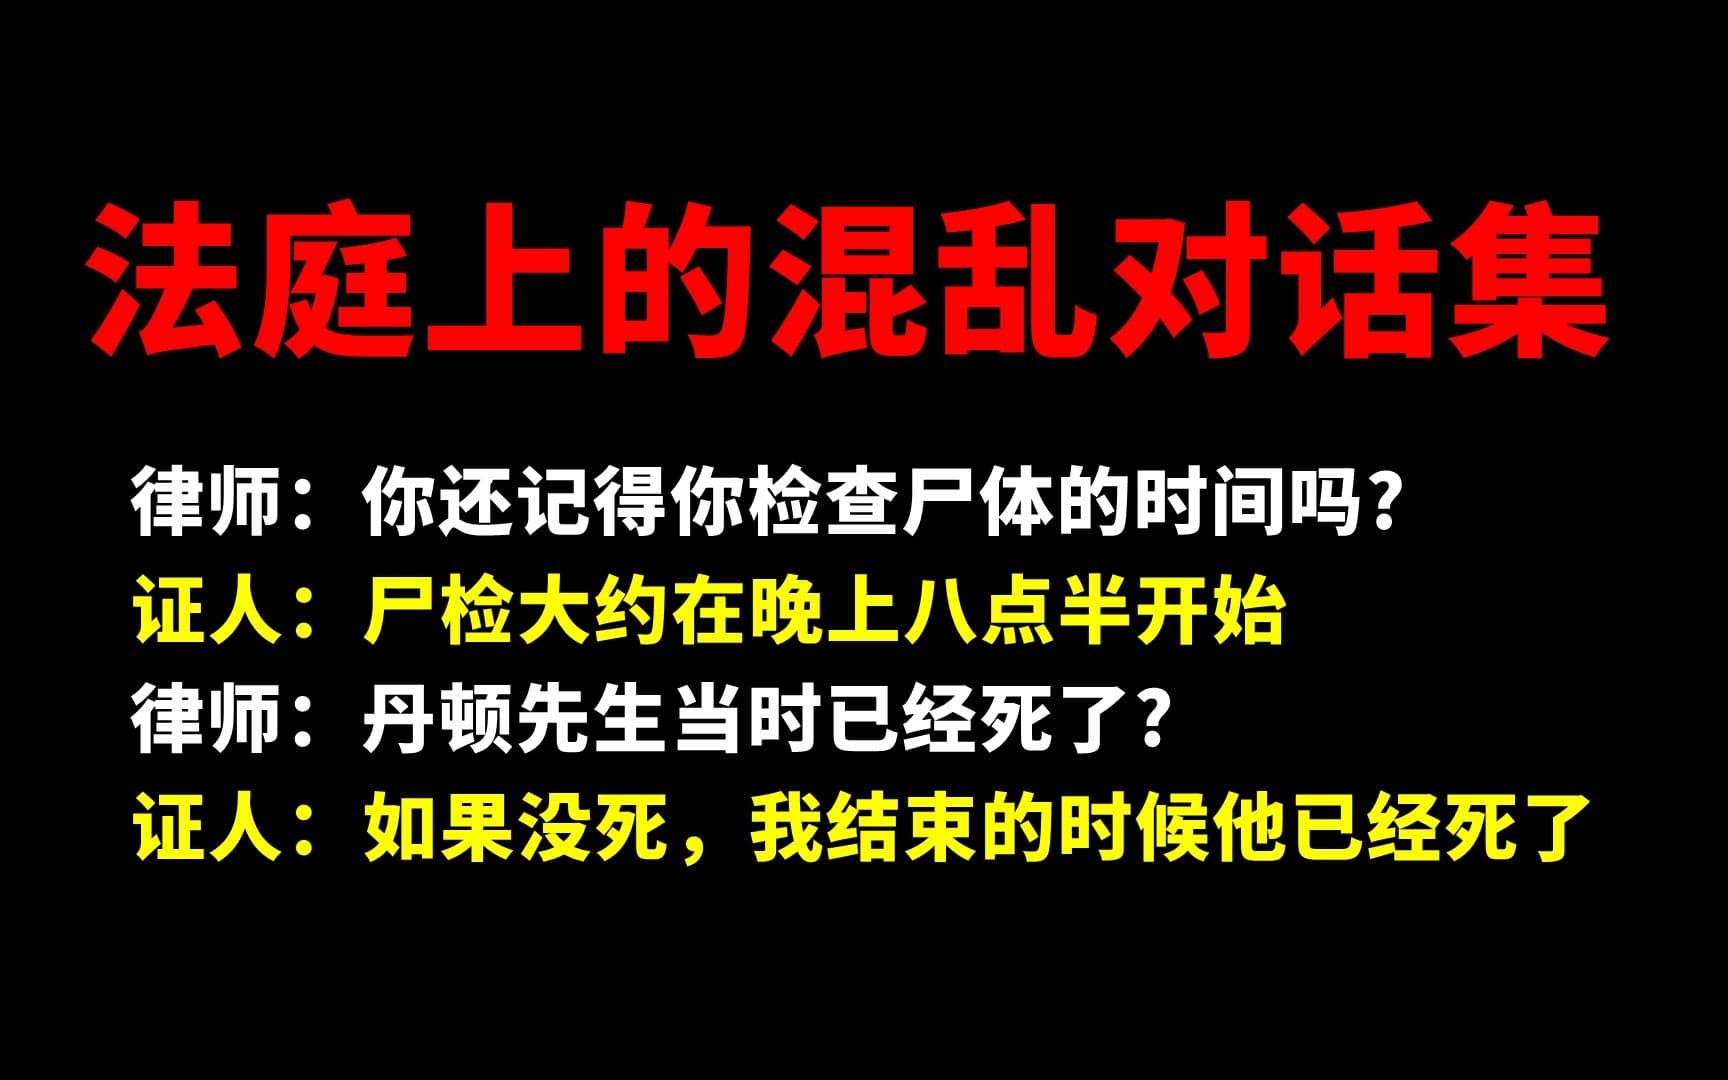 法庭上的混乱对话集
律师：你还记得你检查尸体的时间吗？
证人：尸检大约在晚上八点半开始
律师：丹顿先生当时已经死了？
证人：如果没死，我结束的时候他已经死了